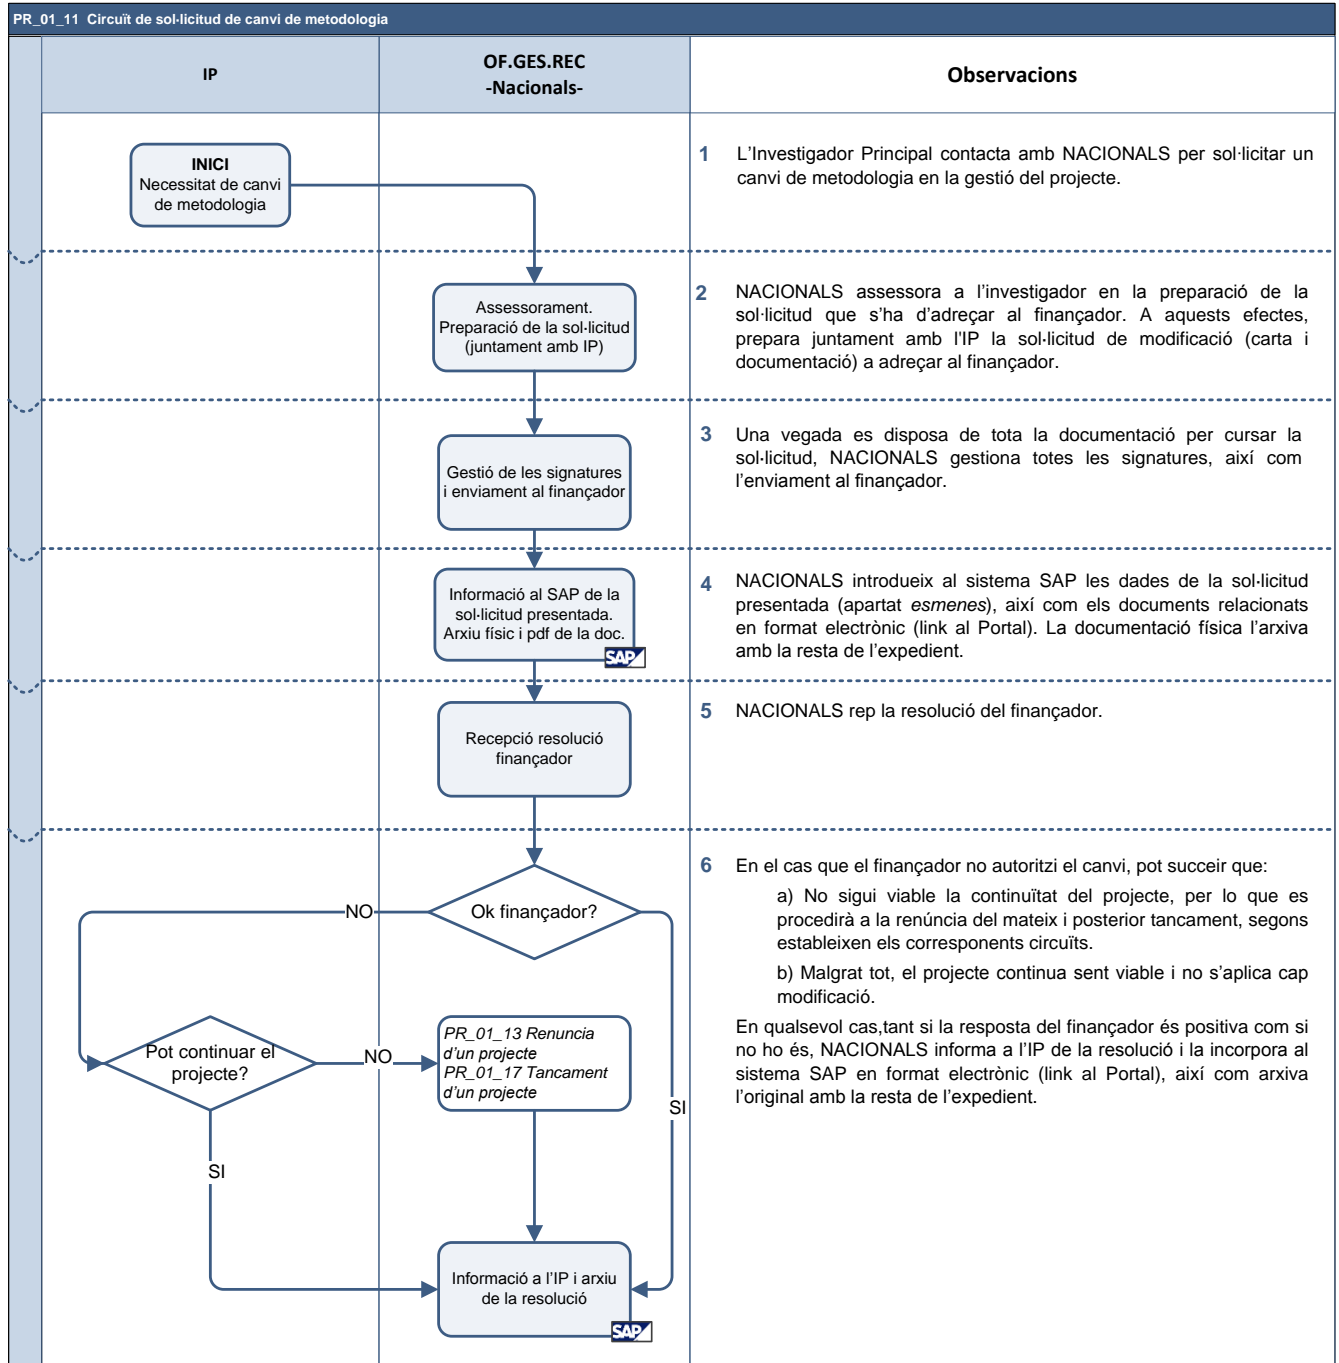 PR_01_11 Circuït de sol·licitud de canvi de metodologia
IP
OF.GES.REC
-Nacionals-
Observacions
INICI
Necessitat de canvi
de metodologia
1 L'Investigador Principal contacta amb NACIONALS per sol·licitar un
canvi de metodologia en la gestió del projecte.
Assessorament.
Preparació de la sol·licitud
(juntament amb IP)
2 NACIONALS assessora a l'investigador en la preparació de la
sol·licitud que s'ha d'adreçar al finançador. A aquests efectes,
prepara juntament amb l'IP la sol·licitud de modificació (carta i
documentació) a adreçar al finançador.
Gestió de les signatures
i enviament al finançador
3 Una vegada es disposa de tota la documentació per cursar la
sol·licitud, NACIONALS gestiona totes les signatures, així com
l'enviament al finançador.
Informació al SAP de la
sol·licitud presentada.
Arxiu físic i pdf de la doc.
SAP
4 NACIONALS introdueix al sistema SAP les dades de la sol·licitud
presentada (apartat esmenes), així com els documents relacionats
en format electrònic (link al Portal). La documentació física l'arxiva
amb la resta de l'expedient.
Recepció resolució
finançador
5 NACIONALS rep la resolució del finançador.
Ok finançador?
NO
SI
Pot continuar el
projecte?
NO
SI
PR_01_13 Renuncia
d'un projecte
PR_01_17 Tancament
d'un projecte
Informació a l'IP i arxiu
de la resolució
SAP
6 En el cas que el finançador no autoritzi el canvi, pot succeir que:
a) No sigui viable la continuïtat del projecte, per lo que es
procedirà a la renúncia del mateix i posterior tancament, segons
estableixen els corresponents circuïts.
b) Malgrat tot, el projecte continua sent viable i no s'aplica cap
modificació.
En qualsevol cas,tant si la resposta del finançador és positiva com si
no ho és, NACIONALS informa a l'IP de la resolució i la incorpora al
sistema SAP en format electrònic (link al Portal), així com arxiva
l'original amb la resta de l'expedient.